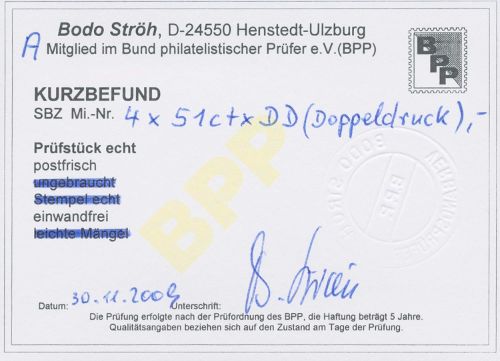 Bodo Ströh, D-24550 Henstedt-Ulzburg
A Mitglied im Bund philatelistischer Prüfer e.V.(BPP)
BPP
KURZBEFUND
SBZ Mi.-Nr. 4 x 51ctx DD (Doppeldruck),-
Prüfstück echt
postfrisch
ungebraucht
Stempel echt
einwandfrei
leichte Mängel
BPP
BPP
Datum: 30.11.2009 Unterschrift:
Die Prüfung erfolgte nach der Prüfordnung des BPP, die Haftung beträgt 5 Jahre.
Qualitätsangaben beziehen sich auf den Zustand am Tage der Prüfung.